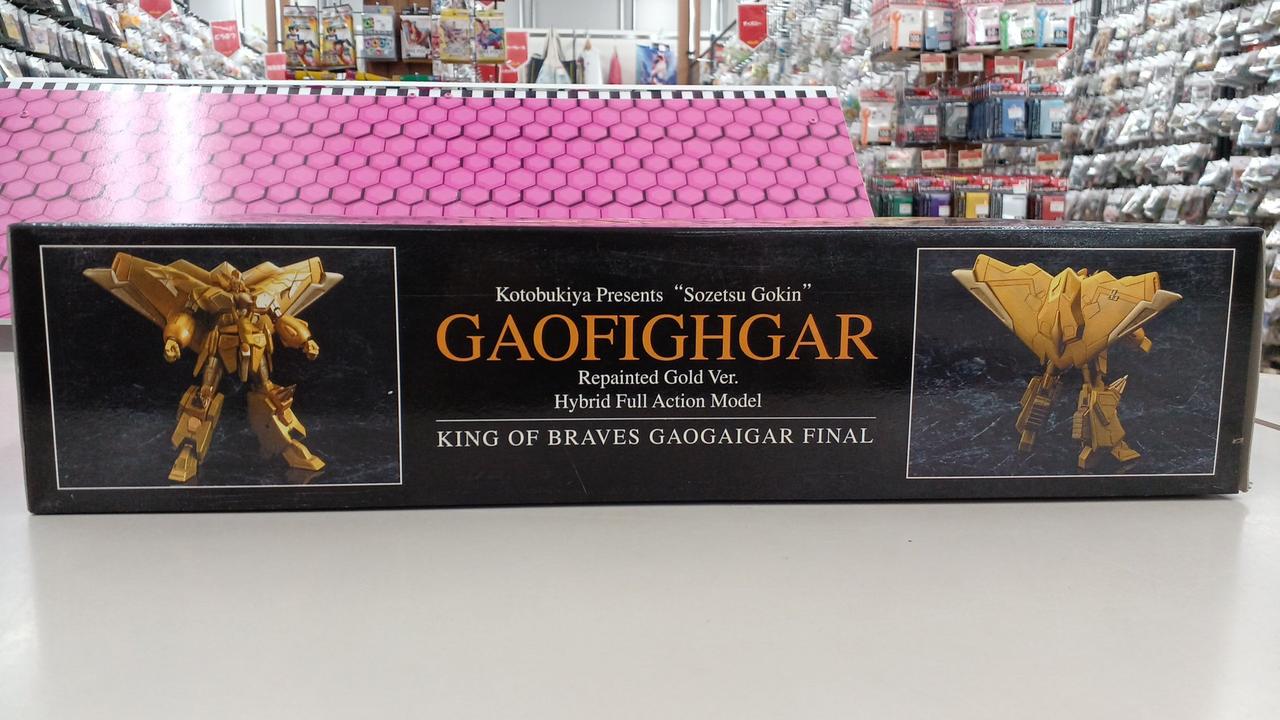 Kotobukiya Presents “Sozetsu Gokin”
GAOFIGHGAR
Repainted Gold Ver.
Hybrid Full Action Model
KING OF BRAVES GAOGAIGAR FINAL